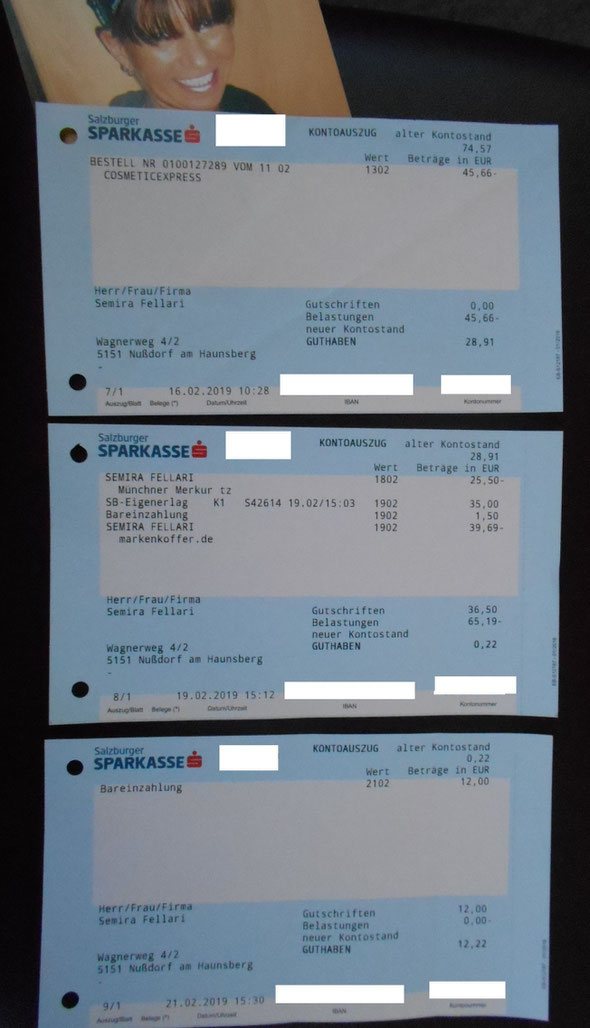 Salzburger
SPARKASSE
KONTOAUSZUG alter Kontostand
74,57
Wert Beträge in EUR
BESTELL NR 0100127289 VOM 11 02 1302 45,66-
COSMETICEXPRESS
Herr/Frau/Firma
Semira Fellari Gutschriften 0,00
Belastungen 45,66-
neuer Kontostand
Wagnerweg 4/2 GUTHABEN 28,91
5151 Nußdorf am Haunsberg
-
7/1 16.02.2019 10:28
Auszug/Blatt Belege (*) Datum/Uhrzeit IBAN Kontonummer
Salzburger
SPARKASSE
KONTOAUSZUG alter Kontostand
28,91
Wert Beträge in EUR
SEMIRA FELLARI 1802 25,50-
Münchner Merkur tz
SB-Eigenerlag K1 S42614 19.02/15:03 1902 35,00
Bareinzahlung 1902 1,50
SEMIRA FELLARI 1902 39,69-
markenkoffer.de
Herr/Frau/Firma
Semira Fellari Gutschriften 36,50
Belastungen 65,19-
neuer Kontostand
Wagnerweg 4/2 GUTHABEN 0,22
5151 Nußdorf am Haunsberg
-
8/1 19.02.2019 15:12
Auszug/Blatt Belege (*) Datum/Uhrzeit IBAN Kontonummer
Salzburger
SPARKASSE
KONTOAUSZUG alter Kontostand
0,22
Wert Beträge in EUR
Bareinzahlung 2102 12,00
Herr/Frau/Firma
Semira Fellari Gutschriften 12,00
Belastungen 0,00-
neuer Kontostand
Wagnerweg 4/2 GUTHABEN 12,22
5151 Nußdorf am Haunsberg
-
9/1 21.02.2019 15:30
Auszug/Blatt Belege (*) Datum/Uhrzeit IBAN Kontonummer